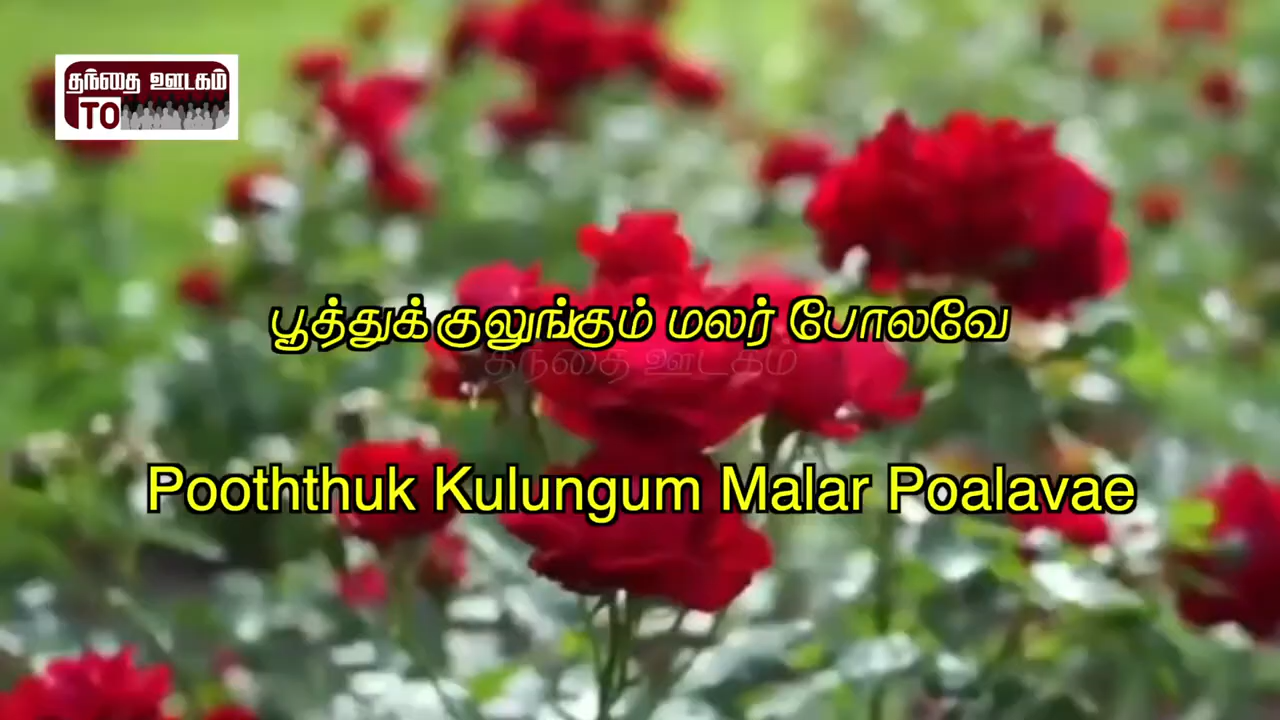 தந்தை ஊடகம்
TO
பூத்துக் குலுங்கும் மலர் போலவே
தந்தை ஊடகம்
Pooththuk Kulungum Malar Poalavae